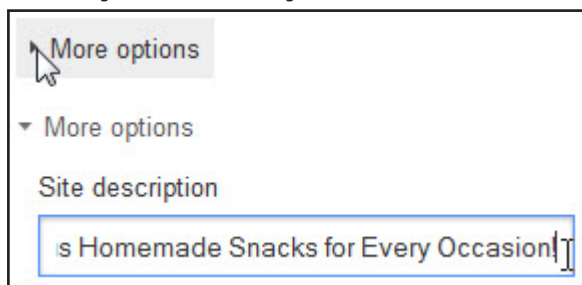 More options
More options
Site description
s Homemade Snacks for Every Occasion!